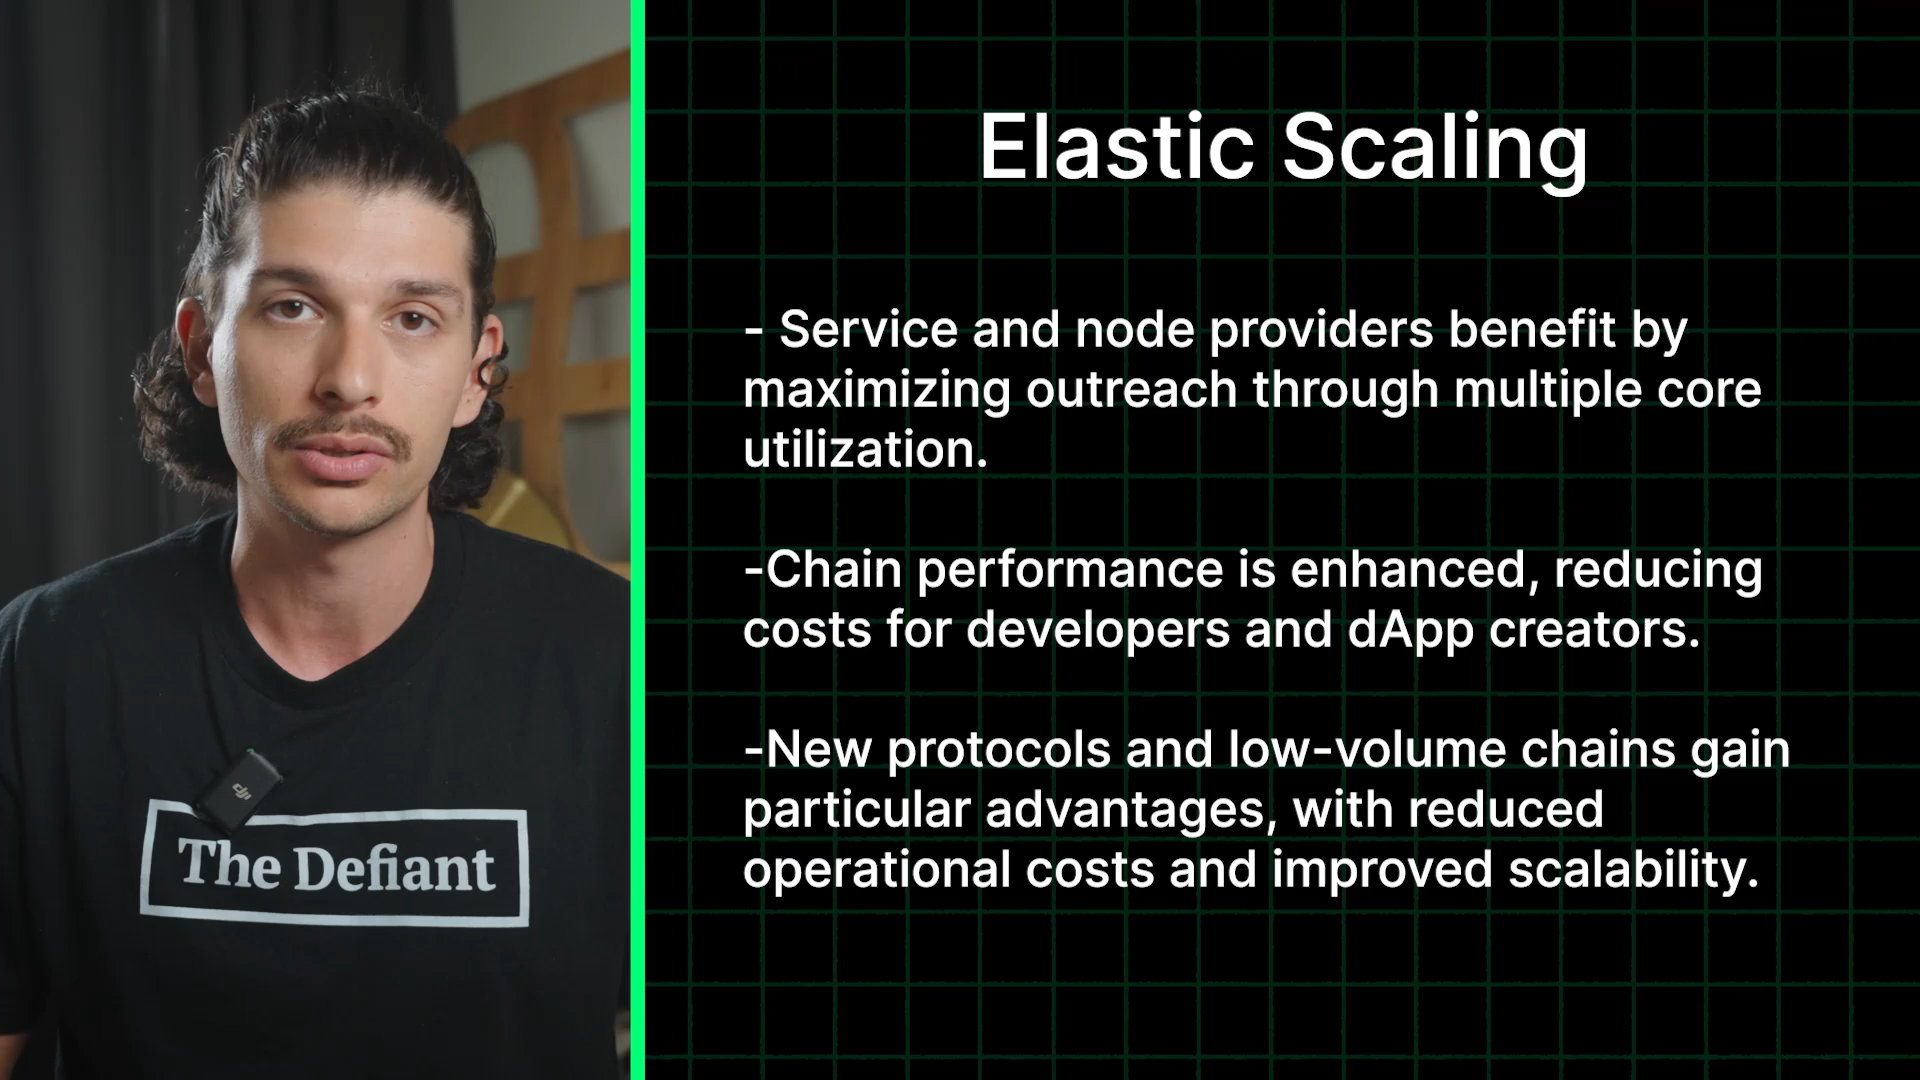 Elastic Scaling
- Service and node providers benefit by
maximizing outreach through multiple core
utilization.
-Chain performance is enhanced, reducing
costs for developers and dApp creators.
-New protocols and low-volume chains gain
particular advantages, with reduced
operational costs and improved scalability.
dji
The Defiant